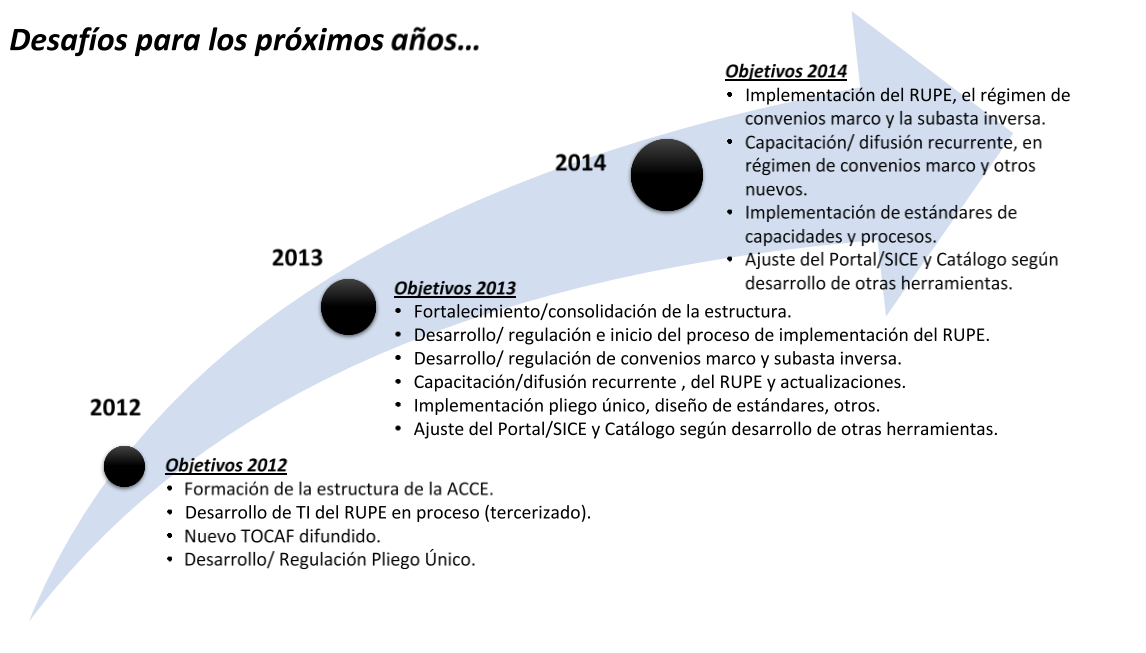 Desafíos para los próximos años...
2012
Objetivos 2012
• Formación de la estructura de la ACCE.
• Desarrollo de TI del RUPE en proceso (tercerizado).
• Nuevo TOCAF difundido.
• Desarrollo/ Regulación Pliego Único.
2013
Objetivos 2013
• Fortalecimiento/consolidación de la estructura.
• Desarrollo/ regulación e inicio del proceso de implementación del RUPE.
• Desarrollo/ regulación de convenios marco y subasta inversa.
• Capacitación/difusión recurrente , del RUPE y actualizaciones.
• Implementación pliego único, diseño de estándares, otros.
• Ajuste del Portal/SICE y Catálogo según desarrollo de otras herramientas.
2014
Objetivos 2014
• Implementación del RUPE, el régimen de
convenios marco y la subasta inversa.
• Capacitación/ difusión recurrente, en
régimen de convenios marco y otros
nuevos.
• Implementación de estándares de
capacidades y procesos.
• Ajuste del Portal/SICE y Catálogo según
desarrollo de otras herramientas.